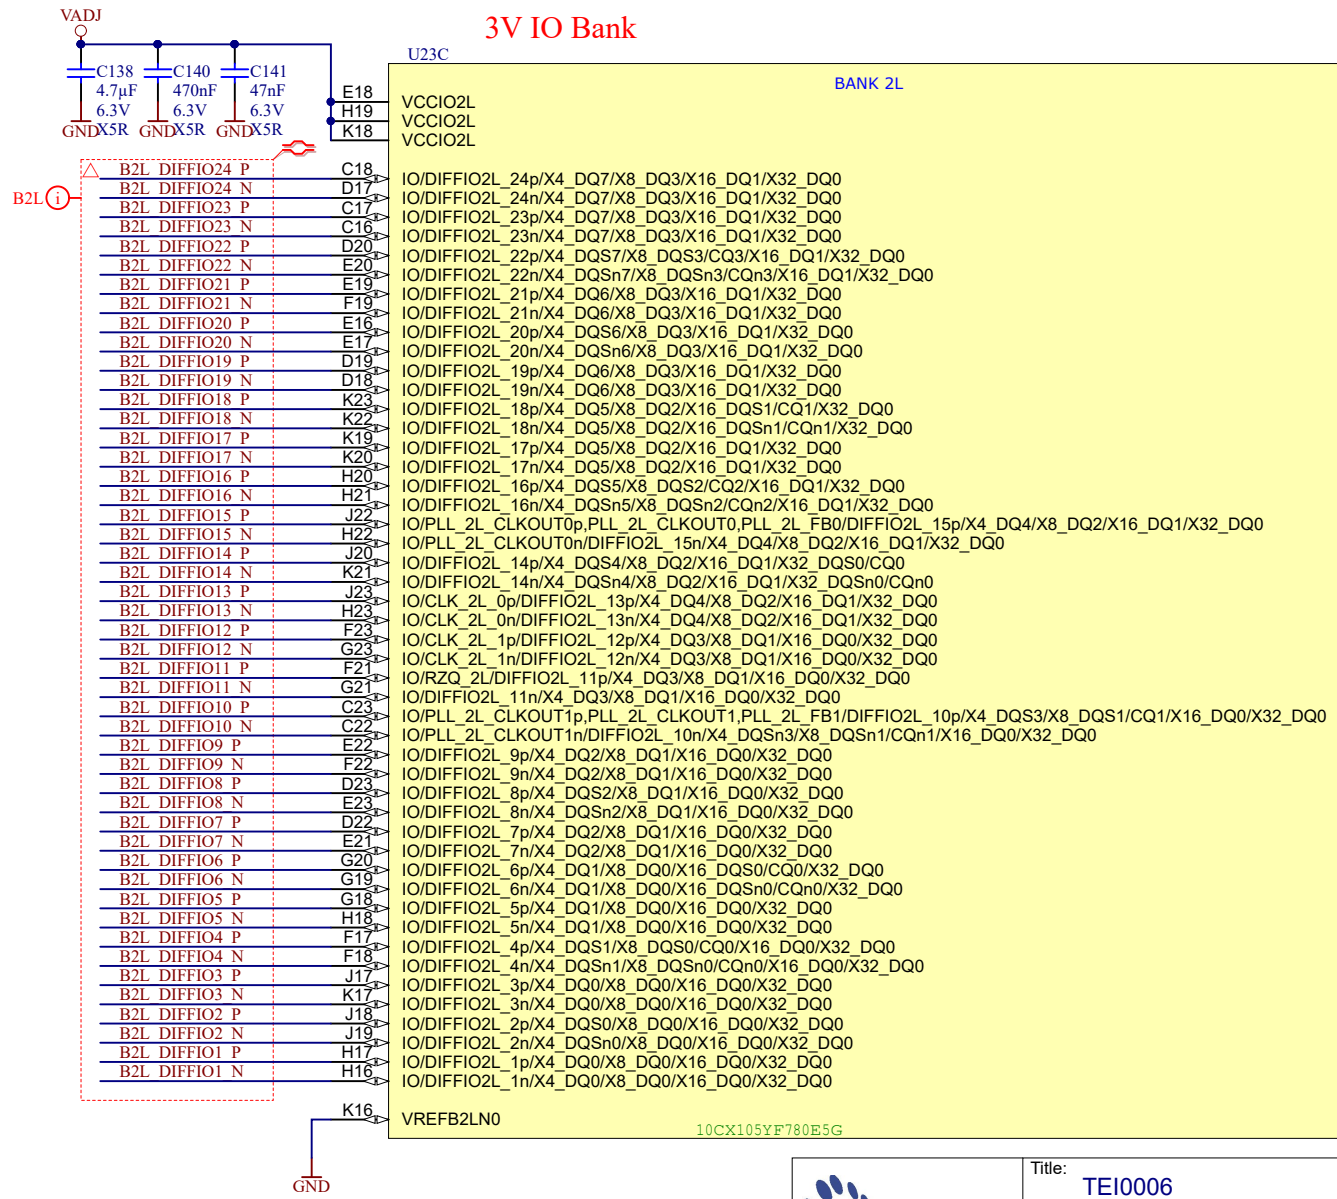 VADJ
3V IO Bank
U23C
BANK 2L
C138 C140 C141
4.7µF 470nF 47nF
6.3V 6.3V 6.3V
X5R X5R X5R
GND GND GND
E18 VCCIO2L
H19 VCCIO2L
K18 VCCIO2L
B2L i
B2L_DIFFIO24_P C18 IO/DIFFIO2L_24p/X4_DQ7/X8_DQ3/X16_DQ1/X32_DQ0
B2L_DIFFIO24_N D17 IO/DIFFIO2L_24n/X4_DQ7/X8_DQ3/X16_DQ1/X32_DQ0
B2L_DIFFIO23_P C17 IO/DIFFIO2L_23p/X4_DQ7/X8_DQ3/X16_DQ1/X32_DQ0
B2L_DIFFIO23_N C16 IO/DIFFIO2L_23n/X4_DQ7/X8_DQ3/X16_DQ1/X32_DQ0
B2L_DIFFIO22_P D20 IO/DIFFIO2L_22p/X4_DQS7/X8_DQS3/CQ3/X16_DQ1/X32_DQ0
B2L_DIFFIO22_N E20 IO/DIFFIO2L_22n/X4_DQSn7/X8_DQSn3/CQn3/X16_DQ1/X32_DQ0
B2L_DIFFIO21_P E19 IO/DIFFIO2L_21p/X4_DQ6/X8_DQ3/X16_DQ1/X32_DQ0
B2L_DIFFIO21_N F19 IO/DIFFIO2L_21n/X4_DQ6/X8_DQ3/X16_DQ1/X32_DQ0
B2L_DIFFIO20_P E16 IO/DIFFIO2L_20p/X4_DQS6/X8_DQ3/X16_DQ1/X32_DQ0
B2L_DIFFIO20_N E17 IO/DIFFIO2L_20n/X4_DQSn6/X8_DQ3/X16_DQ1/X32_DQ0
B2L_DIFFIO19_P D19 IO/DIFFIO2L_19p/X4_DQ6/X8_DQ3/X16_DQ1/X32_DQ0
B2L_DIFFIO19_N D18 IO/DIFFIO2L_19n/X4_DQ6/X8_DQ3/X16_DQ1/X32_DQ0
B2L_DIFFIO18_P K23 IO/DIFFIO2L_18p/X4_DQ5/X8_DQ2/X16_DQS1/CQ1/X32_DQ0
B2L_DIFFIO18_N K22 IO/DIFFIO2L_18n/X4_DQ5/X8_DQ2/X16_DQSn1/CQn1/X32_DQ0
B2L_DIFFIO17_P K19 IO/DIFFIO2L_17p/X4_DQ5/X8_DQ2/X16_DQ1/X32_DQ0
B2L_DIFFIO17_N K20 IO/DIFFIO2L_17n/X4_DQ5/X8_DQ2/X16_DQ1/X32_DQ0
B2L_DIFFIO16_P H20 IO/DIFFIO2L_16p/X4_DQS5/X8_DQS2/CQ2/X16_DQ1/X32_DQ0
B2L_DIFFIO16_N H21 IO/DIFFIO2L_16n/X4_DQSn5/X8_DQSn2/CQn2/X16_DQ1/X32_DQ0
B2L_DIFFIO15_P J22 IO/PLL_2L_CLKOUT0p,PLL_2L_CLKOUT0,PLL_2L_FB0/DIFFIO2L_15p/X4_DQ4/X8_DQ2/X16_DQ1/X32_DQ0
B2L_DIFFIO15_N H22 IO/PLL_2L_CLKOUT0n/DIFFIO2L_15n/X4_DQ4/X8_DQ2/X16_DQ1/X32_DQ0
B2L_DIFFIO14_P J20 IO/DIFFIO2L_14p/X4_DQS4/X8_DQ2/X16_DQ1/X32_DQS0/CQ0
B2L_DIFFIO14_N K21 IO/DIFFIO2L_14n/X4_DQSn4/X8_DQ2/X16_DQ1/X32_DQSn0/CQn0
B2L_DIFFIO13_P J23 IO/CLK_2L_0p/DIFFIO2L_13p/X4_DQ4/X8_DQ2/X16_DQ1/X32_DQ0
B2L_DIFFIO13_N H23 IO/CLK_2L_0n/DIFFIO2L_13n/X4_DQ4/X8_DQ2/X16_DQ1/X32_DQ0
B2L_DIFFIO12_P F23 IO/CLK_2L_1p/DIFFIO2L_12p/X4_DQ3/X8_DQ1/X16_DQ0/X32_DQ0
B2L_DIFFIO12_N G23 IO/CLK_2L_1n/DIFFIO2L_12n/X4_DQ3/X8_DQ1/X16_DQ0/X32_DQ0
B2L_DIFFIO11_P F21 IO/RZQ_2L/DIFFIO2L_11p/X4_DQ3/X8_DQ1/X16_DQ0/X32_DQ0
B2L_DIFFIO11_N G21 IO/DIFFIO2L_11n/X4_DQ3/X8_DQ1/X16_DQ0/X32_DQ0
B2L_DIFFIO10_P C23 IO/PLL_2L_CLKOUT1p,PLL_2L_CLKOUT1,PLL_2L_FB1/DIFFIO2L_10p/X4_DQS3/X8_DQS1/CQ1/X16_DQ0/X32_DQ0
B2L_DIFFIO10_N C22 IO/PLL_2L_CLKOUT1n/DIFFIO2L_10n/X4_DQSn3/X8_DQSn1/CQn1/X16_DQ0/X32_DQ0
B2L_DIFFIO9_P E22 IO/DIFFIO2L_9p/X4_DQ2/X8_DQ1/X16_DQ0/X32_DQ0
B2L_DIFFIO9_N F22 IO/DIFFIO2L_9n/X4_DQ2/X8_DQ1/X16_DQ0/X32_DQ0
B2L_DIFFIO8_P D23 IO/DIFFIO2L_8p/X4_DQS2/X8_DQ1/X16_DQ0/X32_DQ0
B2L_DIFFIO8_N E23 IO/DIFFIO2L_8n/X4_DQSn2/X8_DQ1/X16_DQ0/X32_DQ0
B2L_DIFFIO7_P D22 IO/DIFFIO2L_7p/X4_DQ2/X8_DQ1/X16_DQ0/X32_DQ0
B2L_DIFFIO7_N E21 IO/DIFFIO2L_7n/X4_DQ2/X8_DQ1/X16_DQ0/X32_DQ0
B2L_DIFFIO6_P G20 IO/DIFFIO2L_6p/X4_DQ1/X8_DQ0/X16_DQS0/CQ0/X32_DQ0
B2L_DIFFIO6_N G19 IO/DIFFIO2L_6n/X4_DQ1/X8_DQ0/X16_DQSn0/CQn0/X32_DQ0
B2L_DIFFIO5_P G18 IO/DIFFIO2L_5p/X4_DQ1/X8_DQ0/X16_DQ0/X32_DQ0
B2L_DIFFIO5_N H18 IO/DIFFIO2L_5n/X4_DQ1/X8_DQ0/X16_DQ0/X32_DQ0
B2L_DIFFIO4_P F17 IO/DIFFIO2L_4p/X4_DQS1/X8_DQS0/CQ0/X16_DQ0/X32_DQ0
B2L_DIFFIO4_N F18 IO/DIFFIO2L_4n/X4_DQSn1/X8_DQSn0/CQn0/X16_DQ0/X32_DQ0
B2L_DIFFIO3_P J17 IO/DIFFIO2L_3p/X4_DQ0/X8_DQ0/X16_DQ0/X32_DQ0
B2L_DIFFIO3_N K17 IO/DIFFIO2L_3n/X4_DQ0/X8_DQ0/X16_DQ0/X32_DQ0
B2L_DIFFIO2_P J18 IO/DIFFIO2L_2p/X4_DQS0/X8_DQ0/X16_DQ0/X32_DQ0
B2L_DIFFIO2_N J19 IO/DIFFIO2L_2n/X4_DQSn0/X8_DQ0/X16_DQ0/X32_DQ0
B2L_DIFFIO1_P H17 IO/DIFFIO2L_1p/X4_DQ0/X8_DQ0/X16_DQ0/X32_DQ0
B2L_DIFFIO1_N H16 IO/DIFFIO2L_1n/X4_DQ0/X8_DQ0/X16_DQ0/X32_DQ0
K16 VREFB2LN0
10CX105YF780E5G
GND
Title:
TEI0006